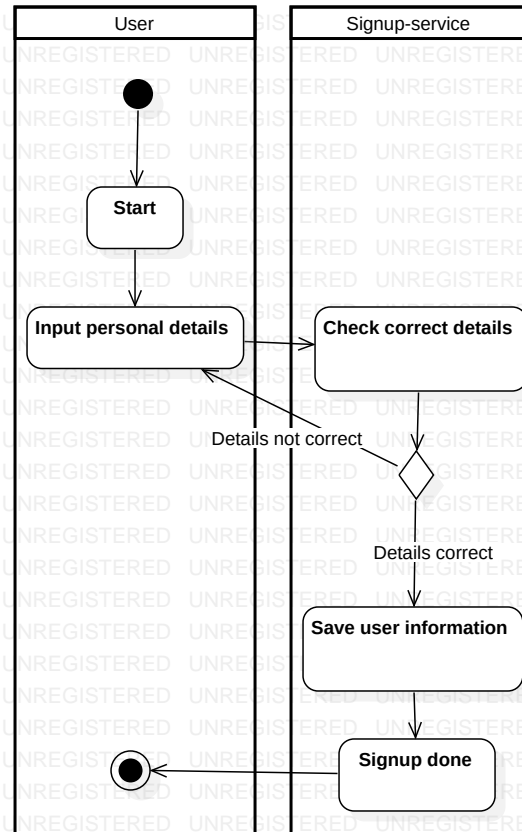 User
Signup-service
Start
Input personal details
Check correct details
Details not correct
Details correct
Save user information
Signup done
UNREGISTERED